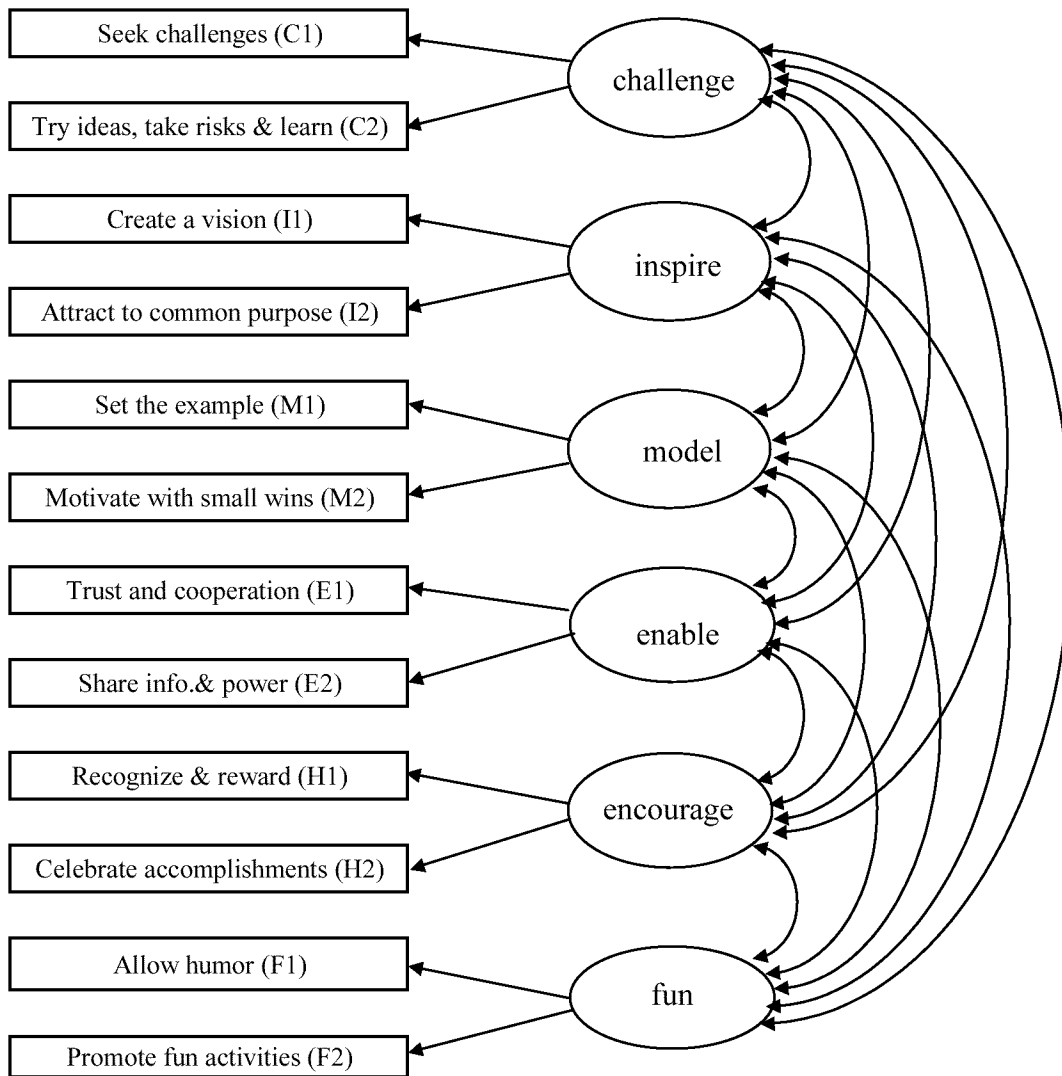 Seek challenges (C1)
challenge
Try ideas, take risks & learn (C2)
Create a vision (I1)
inspire
Attract to common purpose (I2)
Set the example (M1)
model
Motivate with small wins (M2)
Trust and cooperation (E1)
enable
Share info.& power (E2)
Recognize & reward (H1)
encourage
Celebrate accomplishments (H2)
Allow humor (F1)
fun
Promote fun activities (F2)